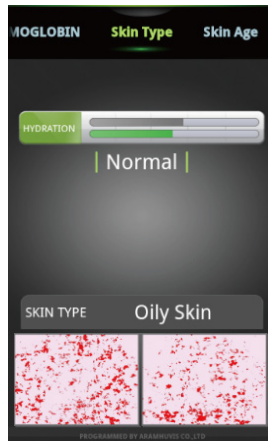 MOGLOBIN Skin Type Skin Age
HYDRATION
| Normal |
SKIN TYPE Oily Skin
PROGRAMMED BY ARAMHUVIS CO.,LTD